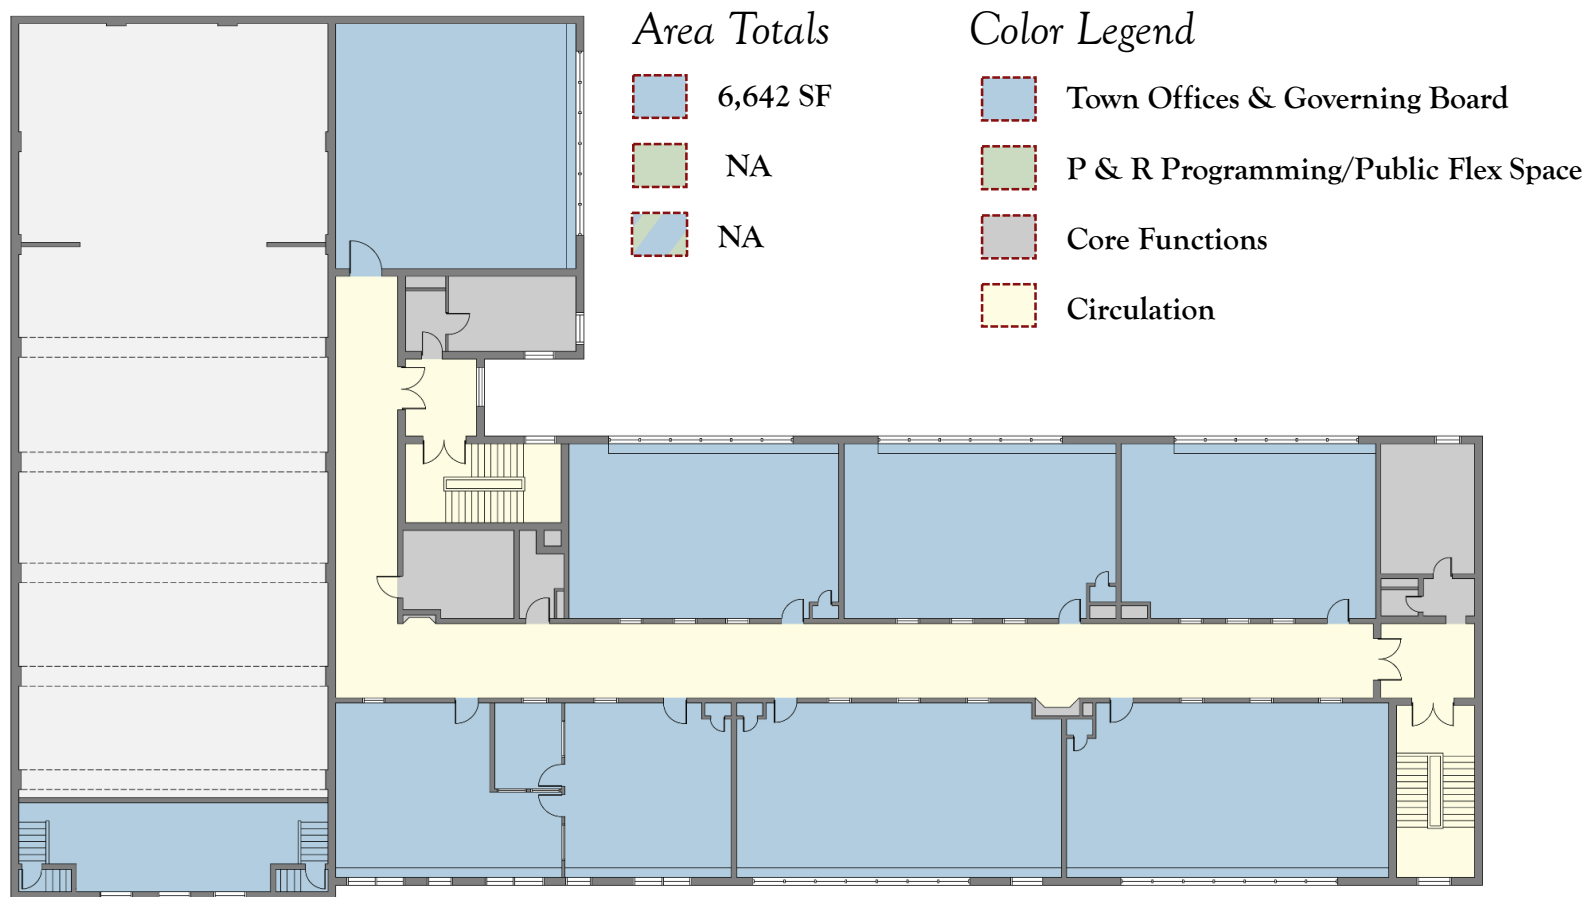 Area Totals
6,642 SF
NA
NA
Color Legend
Town Offices & Governing Board
P & R Programming/Public Flex Space
Core Functions
Circulation